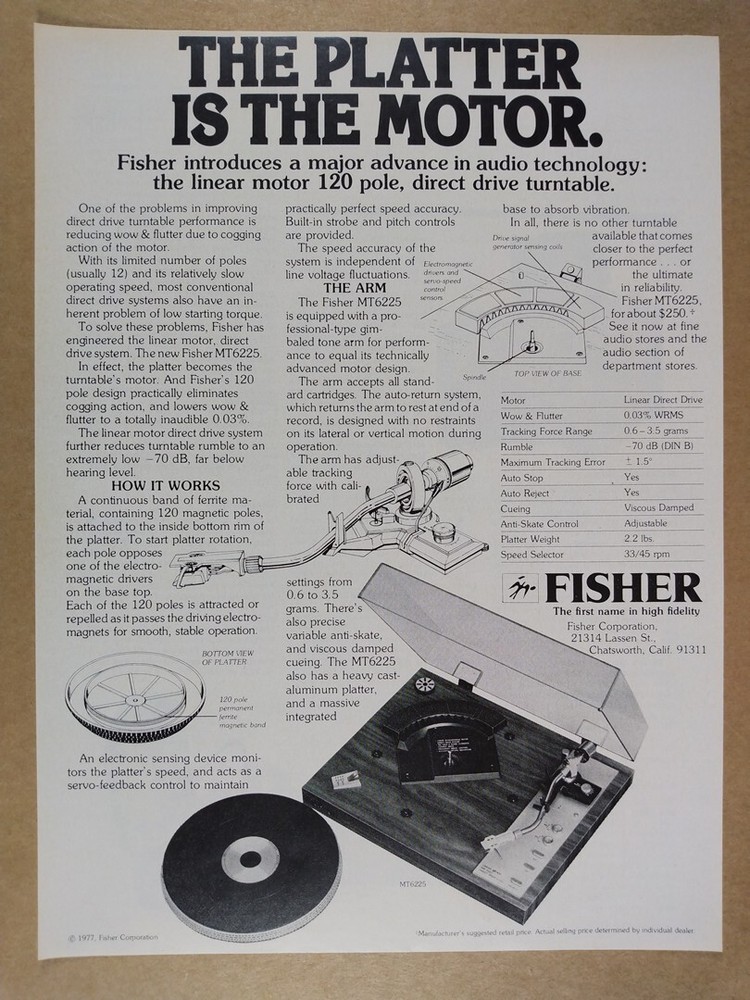 THE PLATTER
IS THE MOTOR.
Fisher introduces a major advance in audio technology:
the linear motor 120 pole, direct drive turntable.
One of the problems in improving
direct drive turntable performance is
reducing wow & flutter due to cogging
action of the motor.
With its limited number of poles
(usually 12) and its relatively slow
operating speed, most conventional
direct drive systems also have an in-
herent problem of low starting torque.
To solve these problems, Fisher has
engineered the linear motor, direct
drive system. The new Fisher MT6225.
In effect, the platter becomes the
turntable's motor. And Fisher's 120
pole design practically eliminates
cogging action, and lowers wow &
flutter to a totally inaudible 0.03%.
The linear motor direct drive system
further reduces turntable rumble to an
extremely low −70 dB, far below
hearing level.
HOW IT WORKS
A continuous band of ferrite ma-
terial, containing 120 magnetic poles,
is attached to the inside bottom rim of
the platter. To start platter rotation,
each pole opposes
one of the electro-
magnetic drivers
on the base top.
Each of the 120 poles is attracted or
repelled as it passes the driving electro-
magnets for smooth, stable operation.
BOTTOM VIEW
OF PLATTER
120 pole
permanent
ferrite
magnetic band
An electronic sensing device moni-
tors the platter's speed, and acts as a
servo-feedback control to maintain
practically perfect speed accuracy.
Built-in strobe and pitch controls
are provided.
The speed accuracy of the
system is independent of
line voltage fluctuations.
THE ARM
The Fisher MT6225
is equipped with a pro-
fessional-type gim-
baled tone arm for perform-
ance to equal its technically
advanced motor design.
The arm accepts all stand-
ard cartridges. The auto-return system,
which returns the arm to rest at end of a
record, is designed with no restraints
on its lateral or vertical motion during
operation.
The arm has adjust-
able tracking
force with cali-
brated
settings from
0.6 to 3.5
grams. There's
also precise
variable anti-skate,
and viscous damped
cueing. The MT6225
also has a heavy cast-
aluminum platter,
and a massive
integrated
base to absorb vibration.
In all, there is no other turntable
available that comes
closer to the perfect
performance . . . or
the ultimate
in reliability.
Fisher MT6225,
for about $250.†
See it now at fine
audio stores and the
audio section of
department stores.
Drive signal
generator sensing coils
Electromagnetic
drivers and
servo-speed
control
sensors
Spindle
TOP VIEW OF BASE
Motor Linear Direct Drive
Wow & Flutter 0.03% WRMS
Tracking Force Range 0.6–3.5 grams
Rumble −70 dB (DIN B)
Maximum Tracking Error ± 1.5°
Auto Stop Yes
Auto Reject Yes
Cueing Viscous Damped
Anti-Skate Control Adjustable
Platter Weight 2.2 lbs.
Speed Selector 33/45 rpm
FISHER
The first name in high fidelity
Fisher Corporation,
21314 Lassen St.,
Chatsworth, Calif. 91311
MT6225
© 1977, Fisher Corporation
†Manufacturer's suggested retail price. Actual selling price determined by individual dealer.